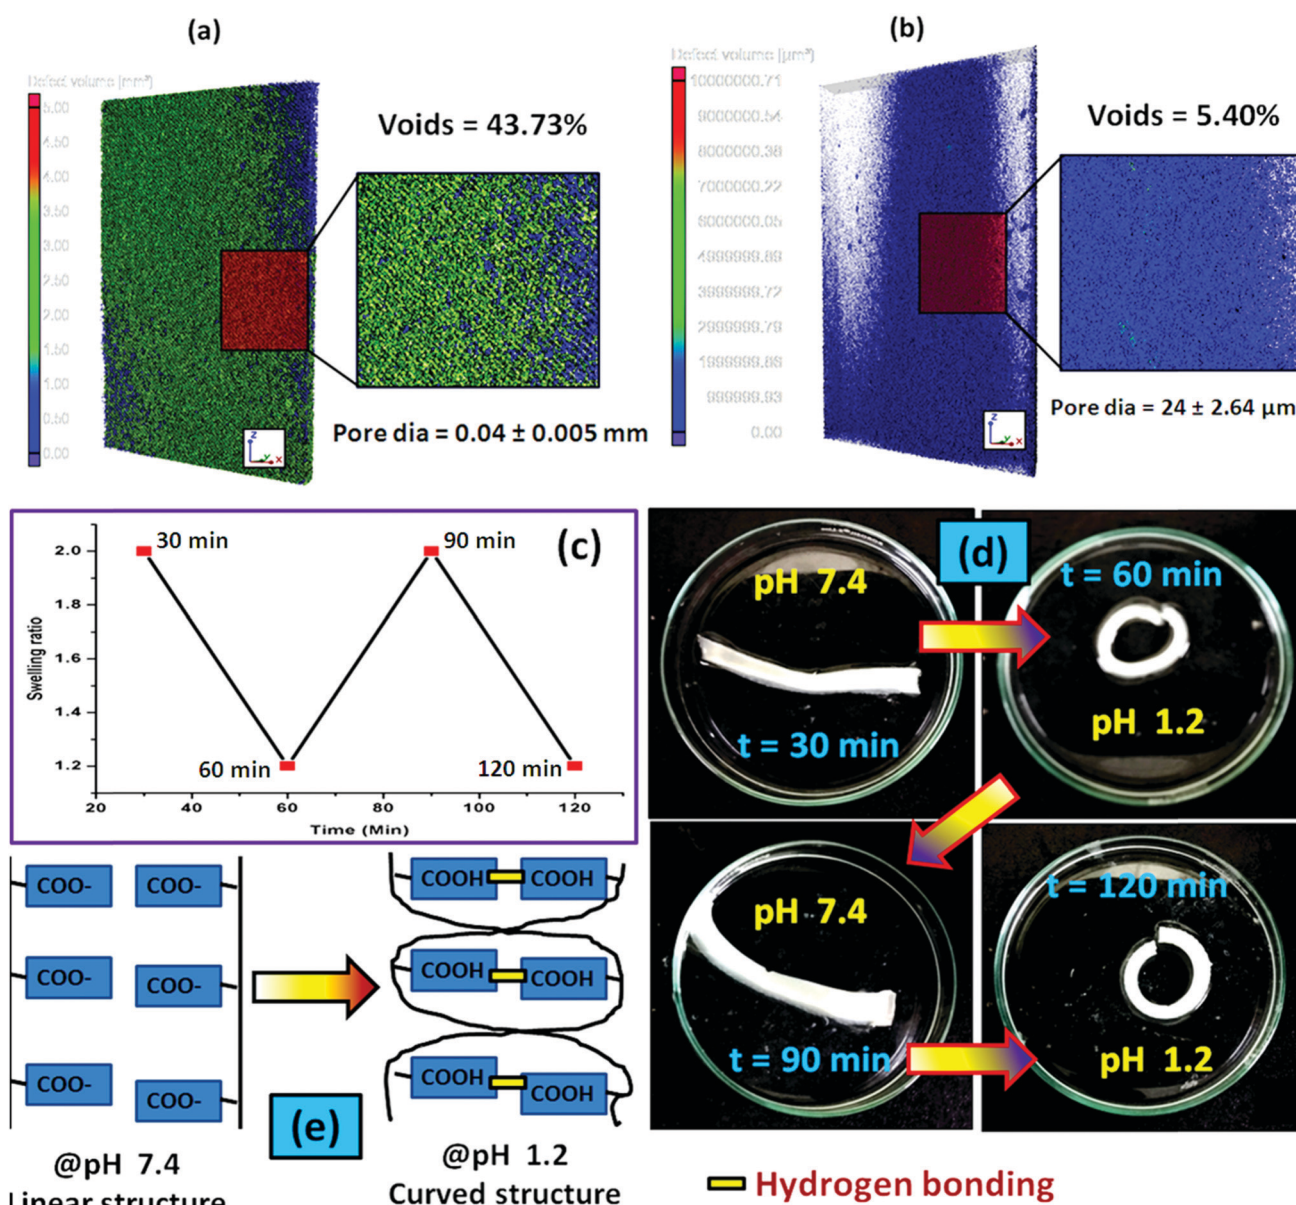 (a)
Defect volume [mm³]
5.00
4.50
4.00
3.50
3.00
2.50
2.00
1.50
1.00
0.50
0.00
Voids = 43.73%
Pore dia = 0.04 ± 0.005 mm
Z
Y
X
(b)
Defect volume [µm³]
10000000.71
9000000.54
8000000.38
7000000.22
6000000.05
4999999.89
3999999.72
2999999.79
1999999.86
999999.93
0.00
Voids = 5.40%
Pore dia = 24 ± 2.64 µm
Z
Y
X
(c)
Swelling ratio
2.0
1.8
1.6
1.4
1.2
30 min
90 min
60 min
120 min
20
40
60
80
100
120
Time (Min)
(d)
pH 7.4
t = 30 min
t = 60 min
pH 1.2
pH 7.4
t = 90 min
t = 120 min
pH 1.2
COO-
COO-
COO-
COO-
COO-
COO-
COOH
COOH
COOH
COOH
COOH
COOH
(e)
@pH 7.4
Linear structure
@pH 1.2
Curved structure
Hydrogen bonding